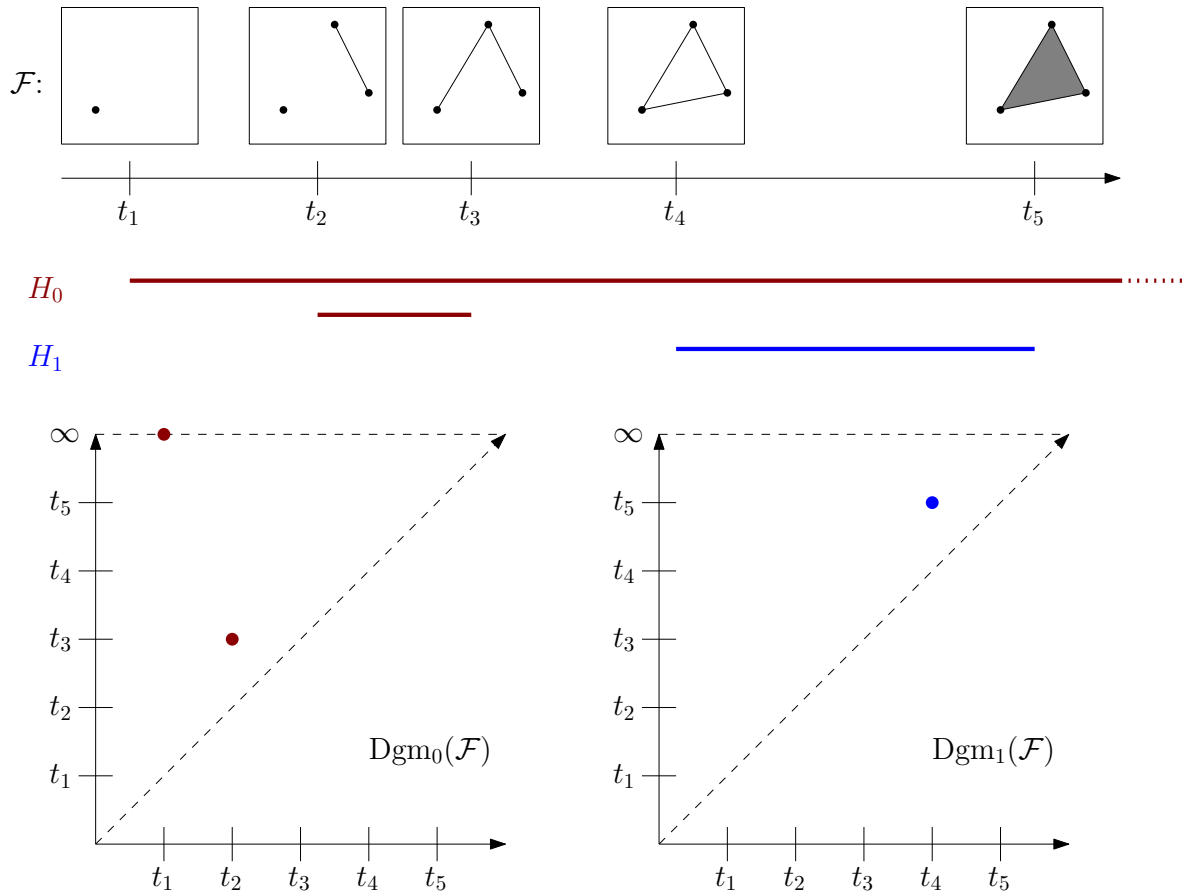 𝓕:
t₁ t₂ t₃ t₄ t₅
H₀
H₁
∞
t₅
t₄
t₃
t₂
t₁
Dgm₀(𝓕)
t₁ t₂ t₃ t₄ t₅
∞
t₅
t₄
t₃
t₂
t₁
Dgm₁(𝓕)
t₁ t₂ t₃ t₄ t₅